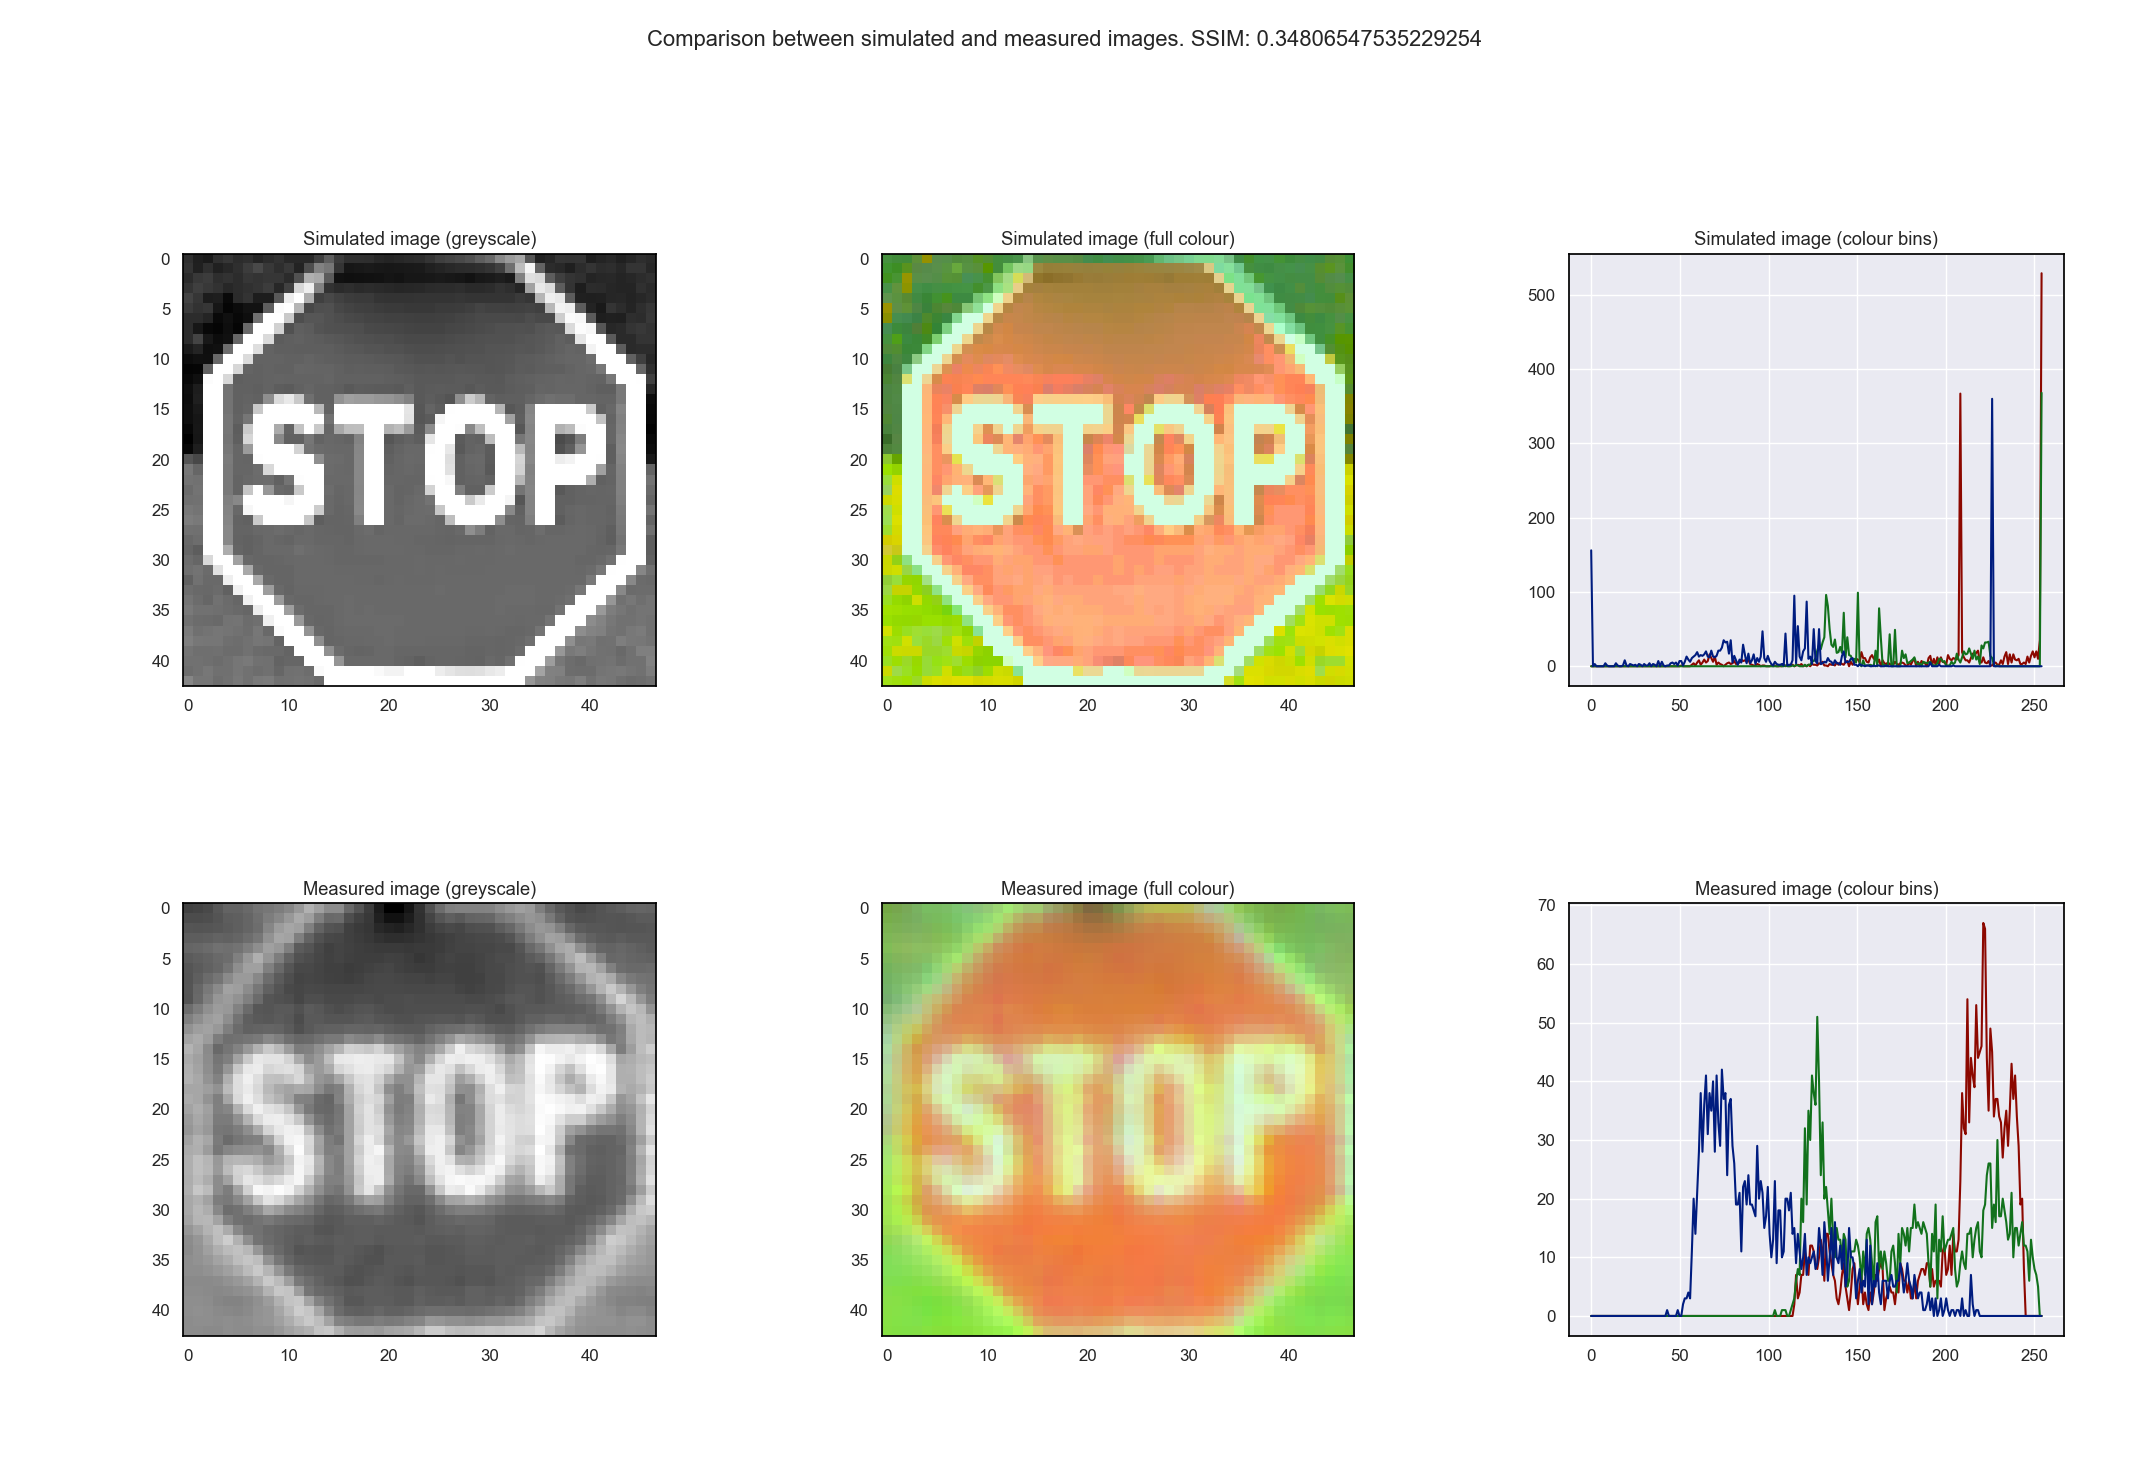 Comparison between simulated and measured images. SSIM: 0.34806547535229254
Simulated image (greyscale)
0
5
10
15
20
25
30
35
40
STOP
0 10 20 30 40
Simulated image (full colour)
0
5
10
15
20
25
30
35
40
STOP
0 10 20 30 40
Simulated image (colour bins)
500
400
300
200
100
0
0 50 100 150 200 250
Measured image (greyscale)
0
5
10
15
20
25
30
35
40
STOP
0 10 20 30 40
Measured image (full colour)
0
5
10
15
20
25
30
35
40
STOP
0 10 20 30 40
Measured image (colour bins)
70
60
50
40
30
20
10
0
0 50 100 150 200 250